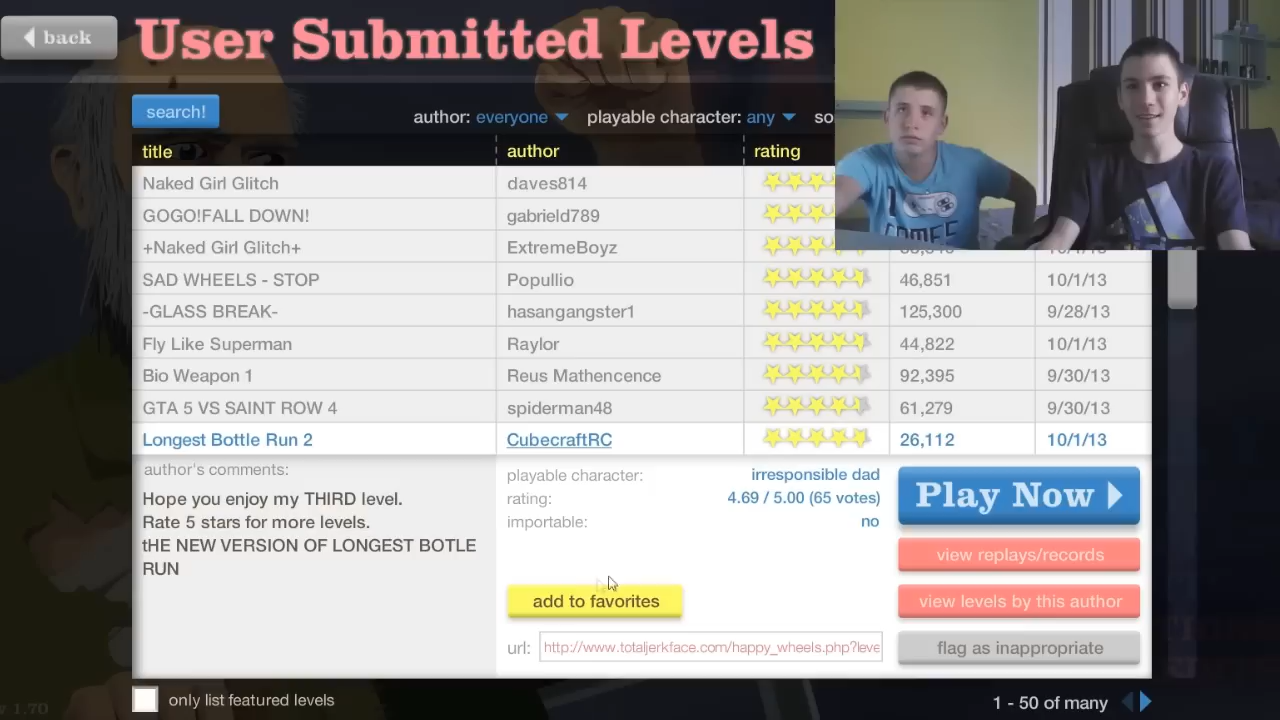 back
User Submitted Levels
search!
author: everyone
playable character: any
so
title
author
rating
Naked Girl Glitch
daves814
GOGO!FALL DOWN!
gabrield789
+Naked Girl Glitch+
ExtremeBoyz
SAD WHEELS - STOP
Popullio
46,851
10/1/13
-GLASS BREAK-
hasangangster1
125,300
9/28/13
Fly Like Superman
Raylor
44,822
10/1/13
Bio Weapon 1
Reus Mathencence
92,395
9/30/13
GTA 5 VS SAINT ROW 4
spiderman48
61,279
9/30/13
Longest Bottle Run 2
CubecraftRC
26,112
10/1/13
author's comments:
Hope you enjoy my THIRD level.
Rate 5 stars for more levels.
tHE NEW VERSION OF LONGEST BOTLE
RUN
playable character:
irresponsible dad
rating:
4.69 / 5.00 (65 votes)
importable:
no
add to favorites
url:
http://www.totaljerkface.com/happy_wheels.php?leve
Play Now
view replays/records
view levels by this author
flag as inappropriate
only list featured levels
1 - 50 of many
v 1.70